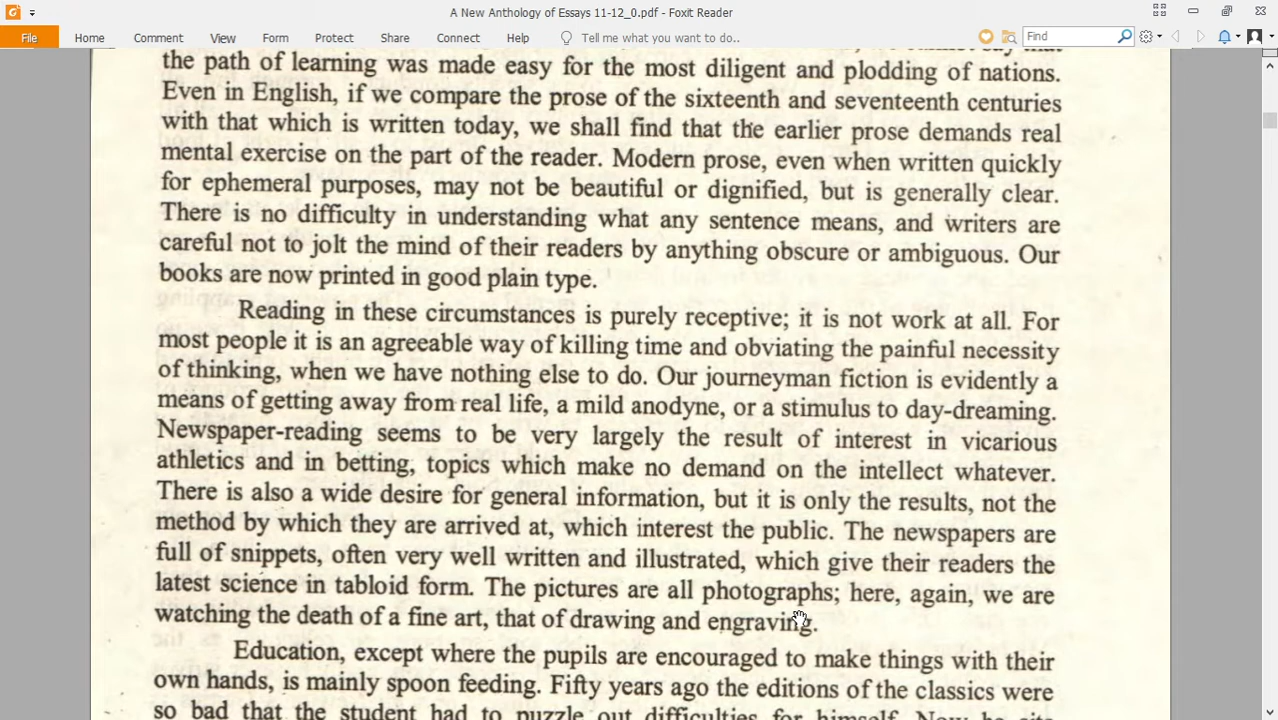 A New Anthology of Essays 11-12_0.pdf - Foxit Reader
File Home Comment View Form Protect Share Connect Help Tell me what you want to do.. Find
the path of learning was made easy for the most diligent and plodding of nations.
Even in English, if we compare the prose of the sixteenth and seventeenth centuries
with that which is written today, we shall find that the earlier prose demands real
mental exercise on the part of the reader. Modern prose, even when written quickly
for ephemeral purposes, may not be beautiful or dignified, but is generally clear.
There is no difficulty in understanding what any sentence means, and writers are
careful not to jolt the mind of their readers by anything obscure or ambiguous. Our
books are now printed in good plain type.
Reading in these circumstances is purely receptive; it is not work at all. For
most people it is an agreeable way of killing time and obviating the painful necessity
of thinking, when we have nothing else to do. Our journeyman fiction is evidently a
means of getting away from real life, a mild anodyne, or a stimulus to day-dreaming.
Newspaper-reading seems to be very largely the result of interest in vicarious
athletics and in betting, topics which make no demand on the intellect whatever.
There is also a wide desire for general information, but it is only the results, not the
method by which they are arrived at, which interest the public. The newspapers are
full of snippets, often very well written and illustrated, which give their readers the
latest science in tabloid form. The pictures are all photographs; here, again, we are
watching the death of a fine art, that of drawing and engraving.
Education, except where the pupils are encouraged to make things with their
own hands, is mainly spoon feeding. Fifty years ago the editions of the classics were
so bad that the student had to puzzle out difficulties for himself. Now he